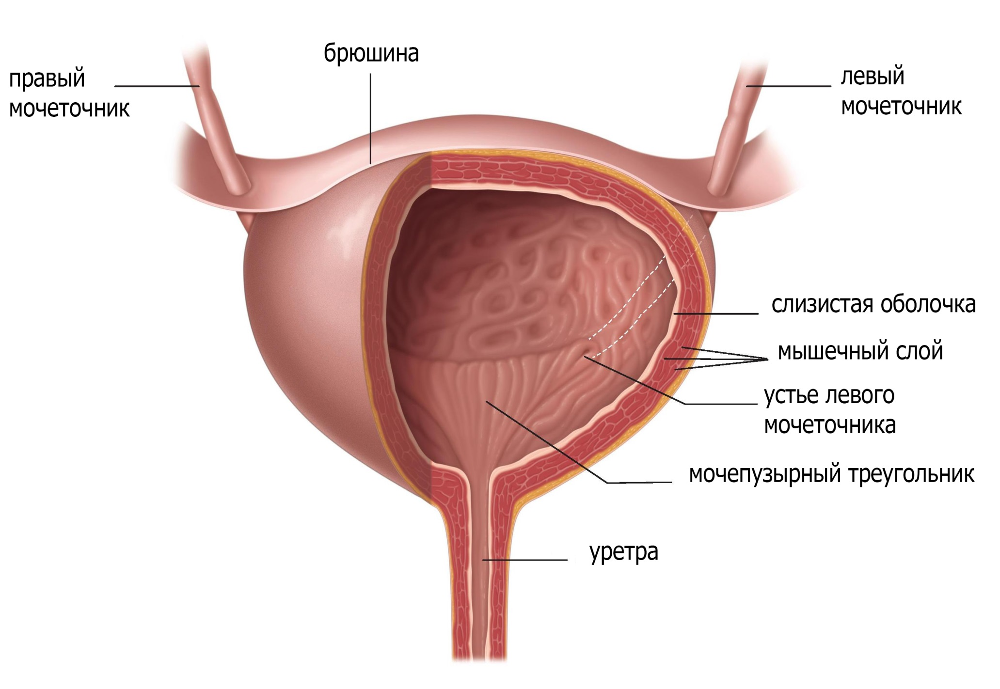 брюшина
правый
мочеточник
левый
мочеточник
слизистая оболочка
мышечный слой
устье левого
мочеточника
мочепузырный треугольник
уретра